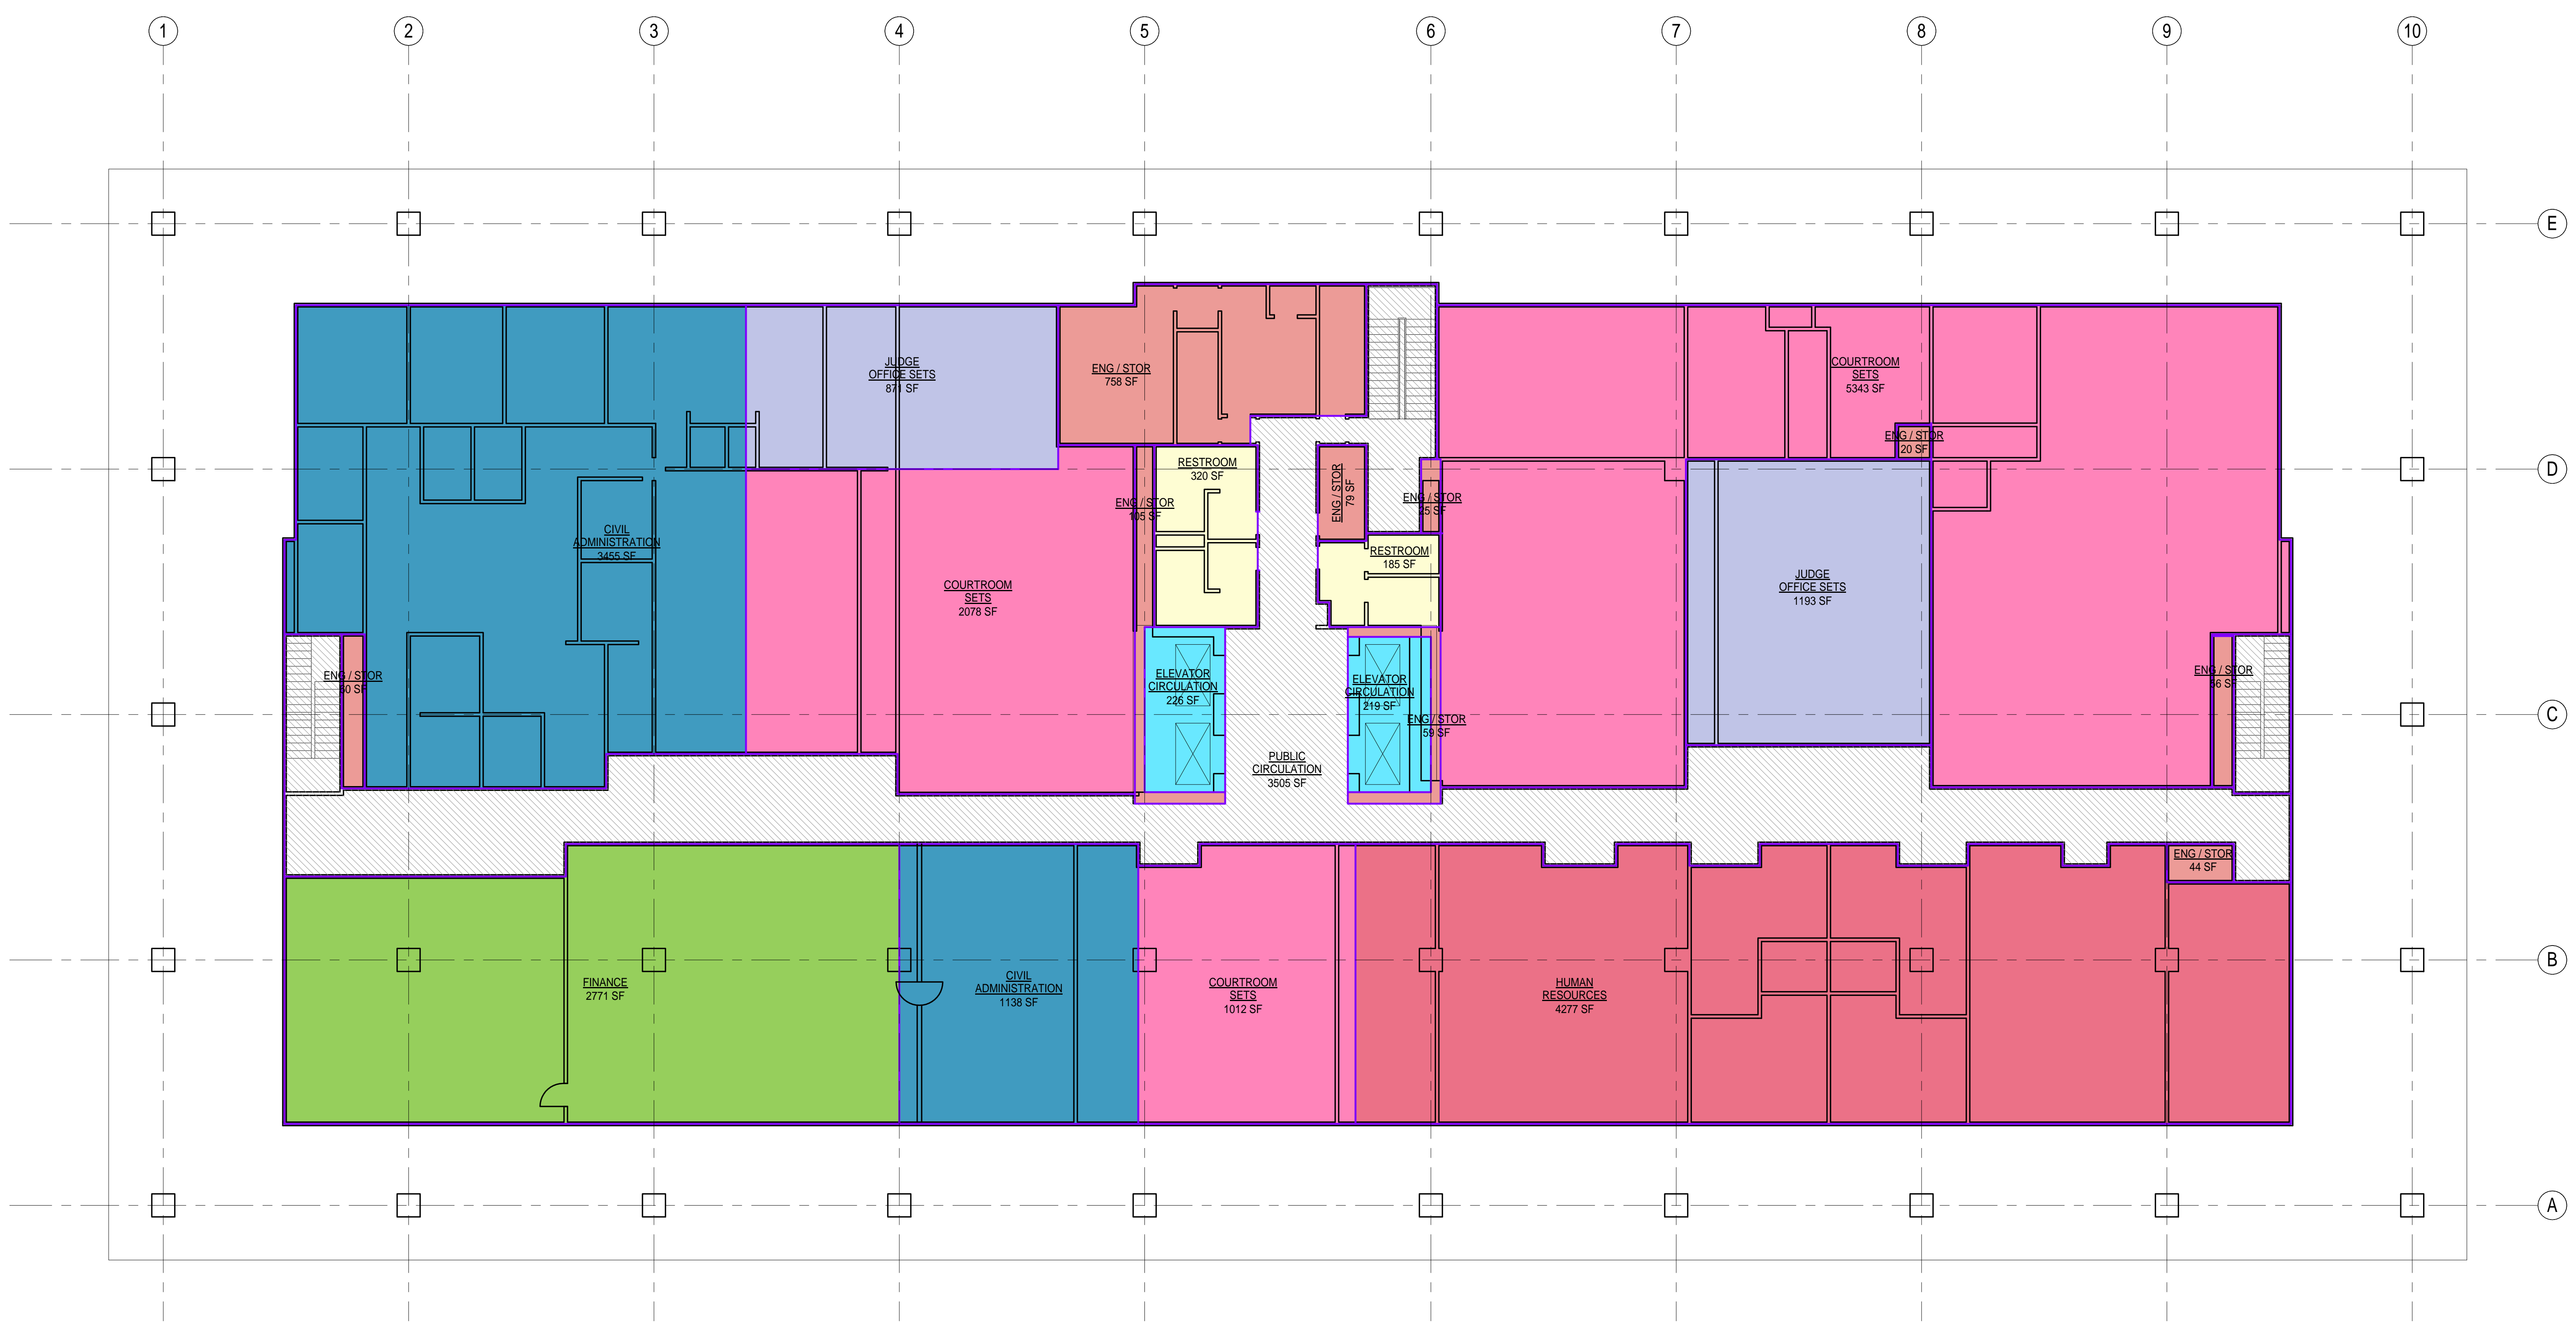 1 2 3 4 5 6 7 8 9 10
E
JUDGE
OFFICE SETS
871 SF
ENG / STOR
758 SF
COURTROOM
SETS
5343 SF
ENG / STOR
20 SF
RESTROOM
320 SF
D
ENG / STOR
79 SF
ENG / STOR
105 SF
ENG / STOR
25 SF
CIVIL
ADMINISTRATION
3455 SF
RESTROOM
185 SF
COURTROOM
SETS
2078 SF
JUDGE
OFFICE SETS
1193 SF
ENG / STOR
60 SF
ELEVATOR
CIRCULATION
226 SF
ELEVATOR
CIRCULATION
219 SF
ENG / STOR
56 SF
ENG / STOR
59 SF
C
PUBLIC
CIRCULATION
3505 SF
ENG / STOR
44 SF
B
FINANCE
2771 SF
CIVIL
ADMINISTRATION
1138 SF
COURTROOM
SETS
1012 SF
HUMAN
RESOURCES
4277 SF
A